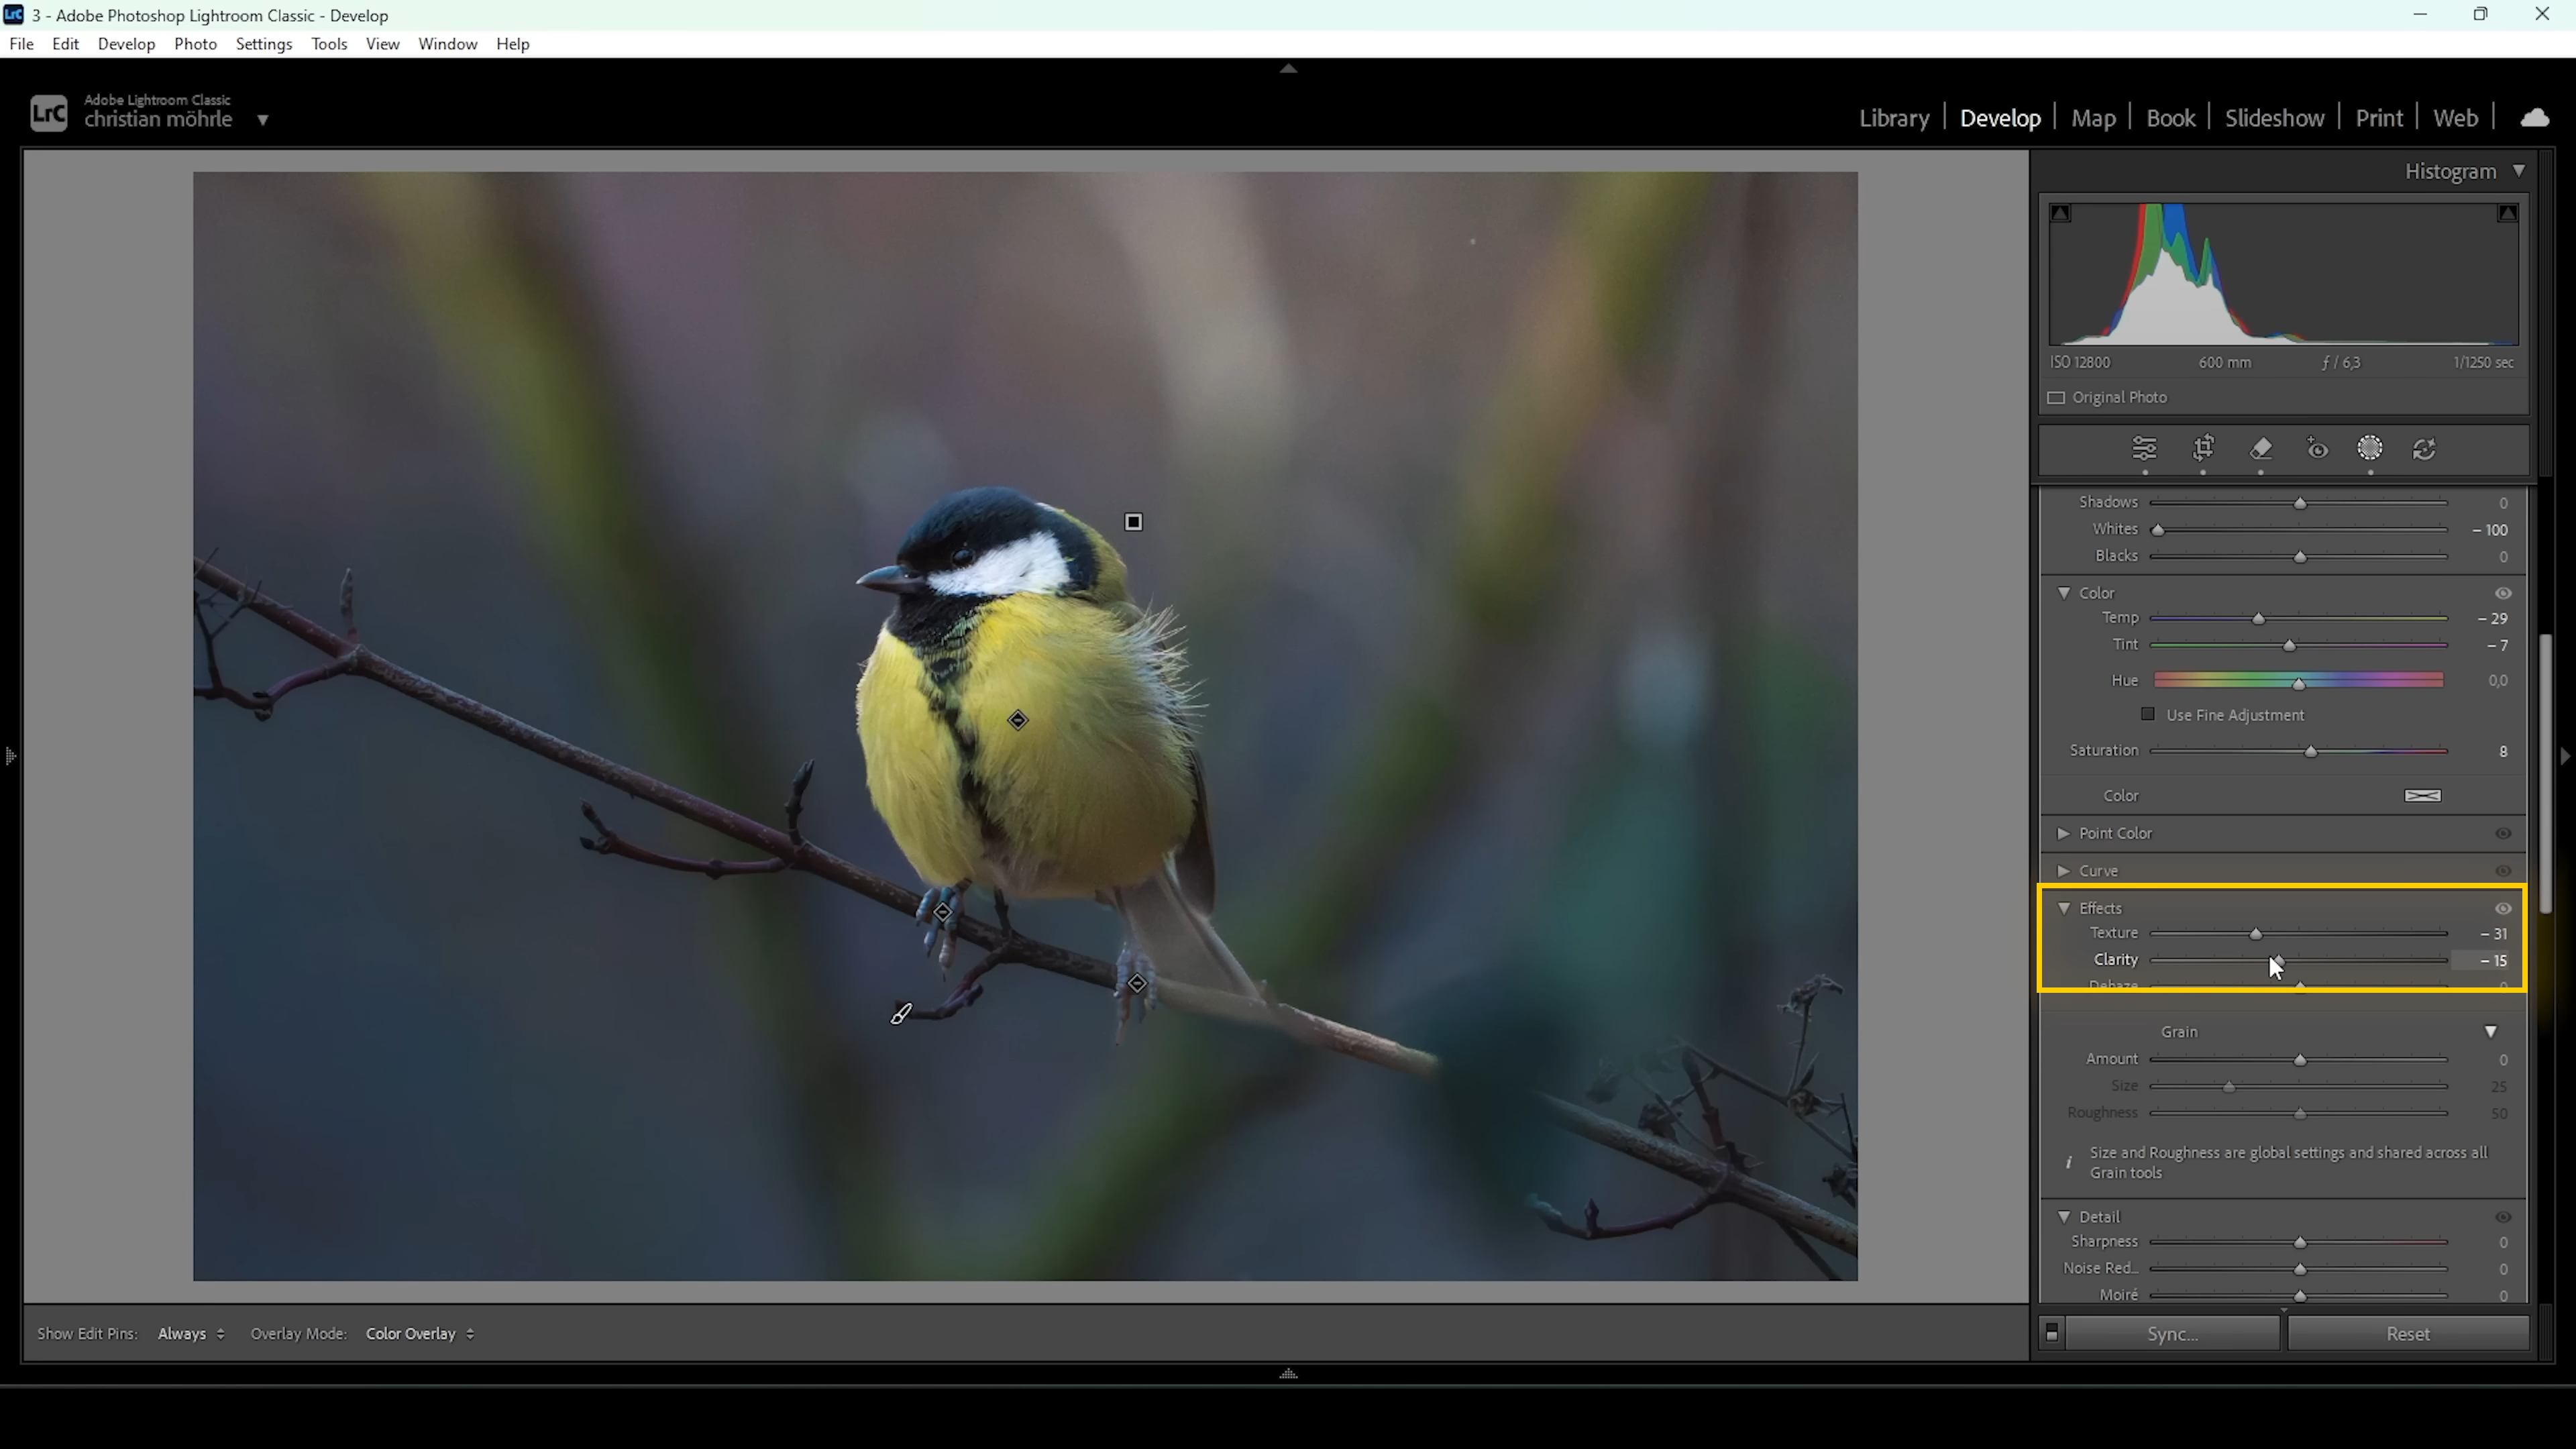 LrC 3 - Adobe Photoshop Lightroom Classic - Develop
File Edit Develop Photo Settings Tools View Window Help
LrC Adobe Lightroom Classic
christian möhrle
Library | Develop | Map | Book | Slideshow | Print | Web |
Histogram
ISO 12800 600 mm ƒ / 6,3 1/1250 sec
Original Photo
Shadows 0
Whites – 100
Blacks 0
Color
Temp – 29
Tint – 7
Hue 0,0
Use Fine Adjustment
Saturation 8
Color
Point Color
Curve
Effects
Texture – 31
Clarity – 15
Dehaze 0
Grain
Amount 0
Size 25
Roughness 50
i Size and Roughness are global settings and shared across all
Grain tools
Detail
Sharpness 0
Noise Red... 0
Moiré 0
Show Edit Pins: Always Overlay Mode: Color Overlay
Sync... Reset